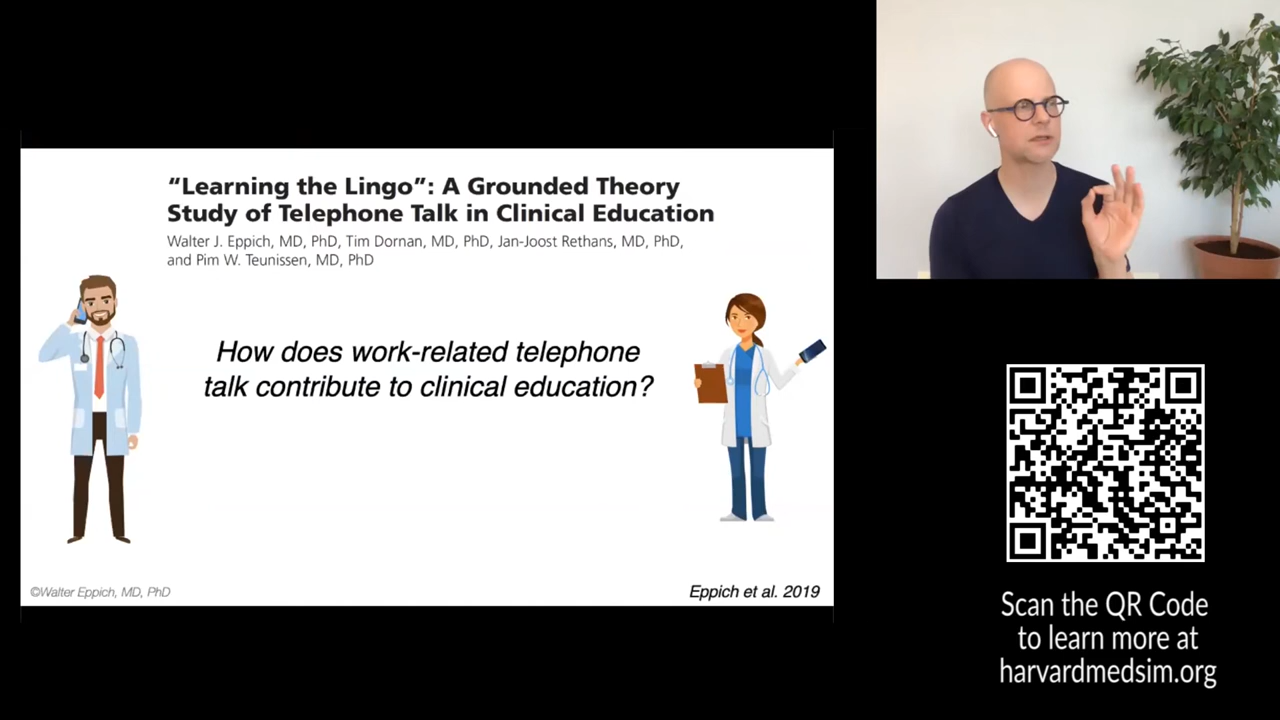 “Learning the Lingo”: A Grounded Theory
Study of Telephone Talk in Clinical Education
Walter J. Eppich, MD, PhD, Tim Dornan, MD, PhD, Jan-Joost Rethans, MD, PhD,
and Pim W. Teunissen, MD, PhD
How does work-related telephone
talk contribute to clinical education?
©Walter Eppich, MD, PhD
Eppich et al. 2019
Scan the QR Code
to learn more at
harvardmedsim.org